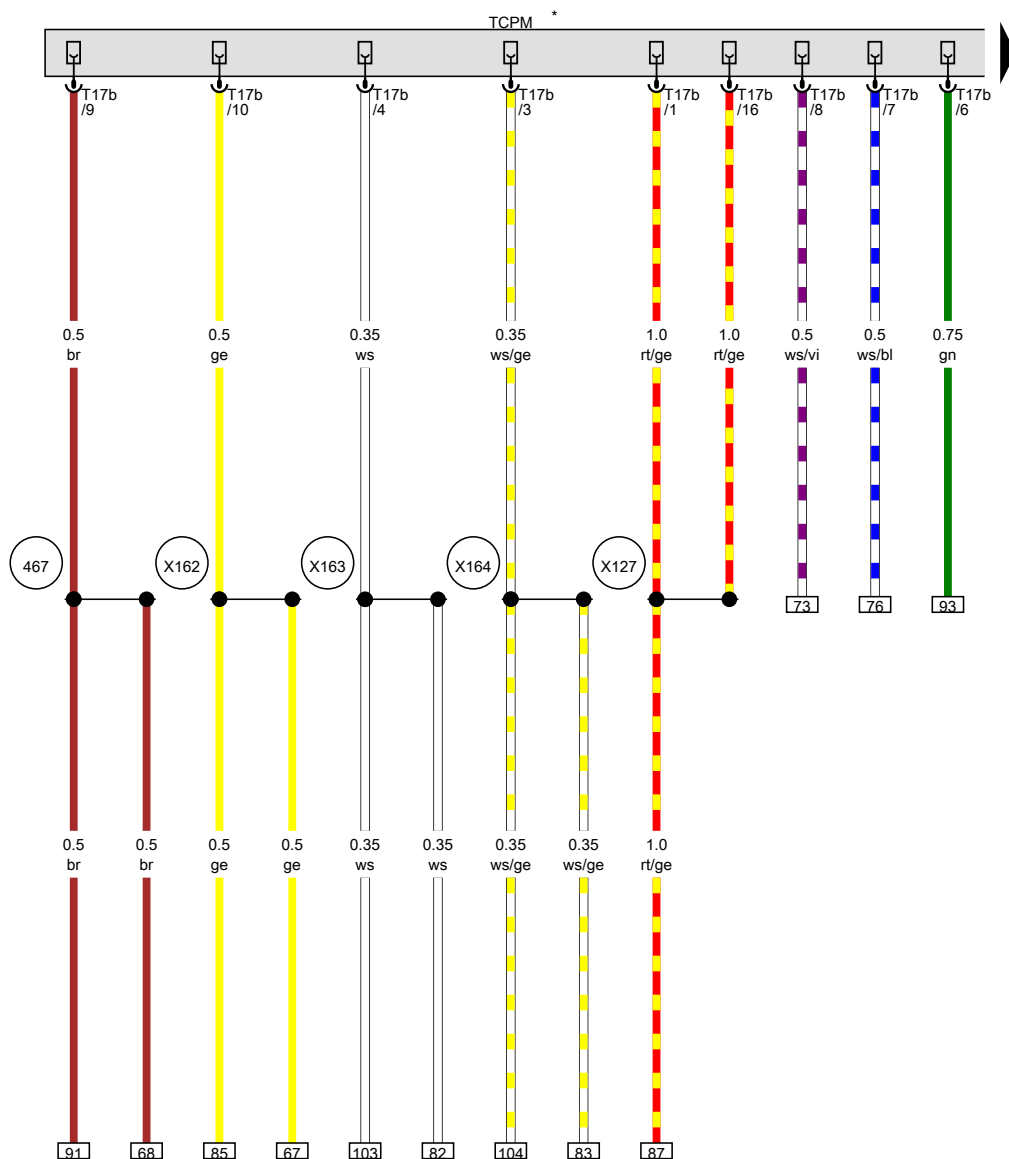 TCPM *
T17b T17b T17b T17b T17b T17b T17b T17b T17b
/9 /10 /4 /3 /1 /16 /8 /7 /6
0.5 0.5 0.35 0.35 1.0 1.0 0.5 0.5 0.75
br ge ws ws/ge rt/ge rt/ge ws/vi ws/bl gn
467 X162 X163 X164 X127
73 76 93
0.5 0.5 0.5 0.5 0.35 0.35 0.35 0.35 1.0
br br ge ge ws ws ws/ge ws/ge rt/ge
91 68 85 67 103 82 104 83 87